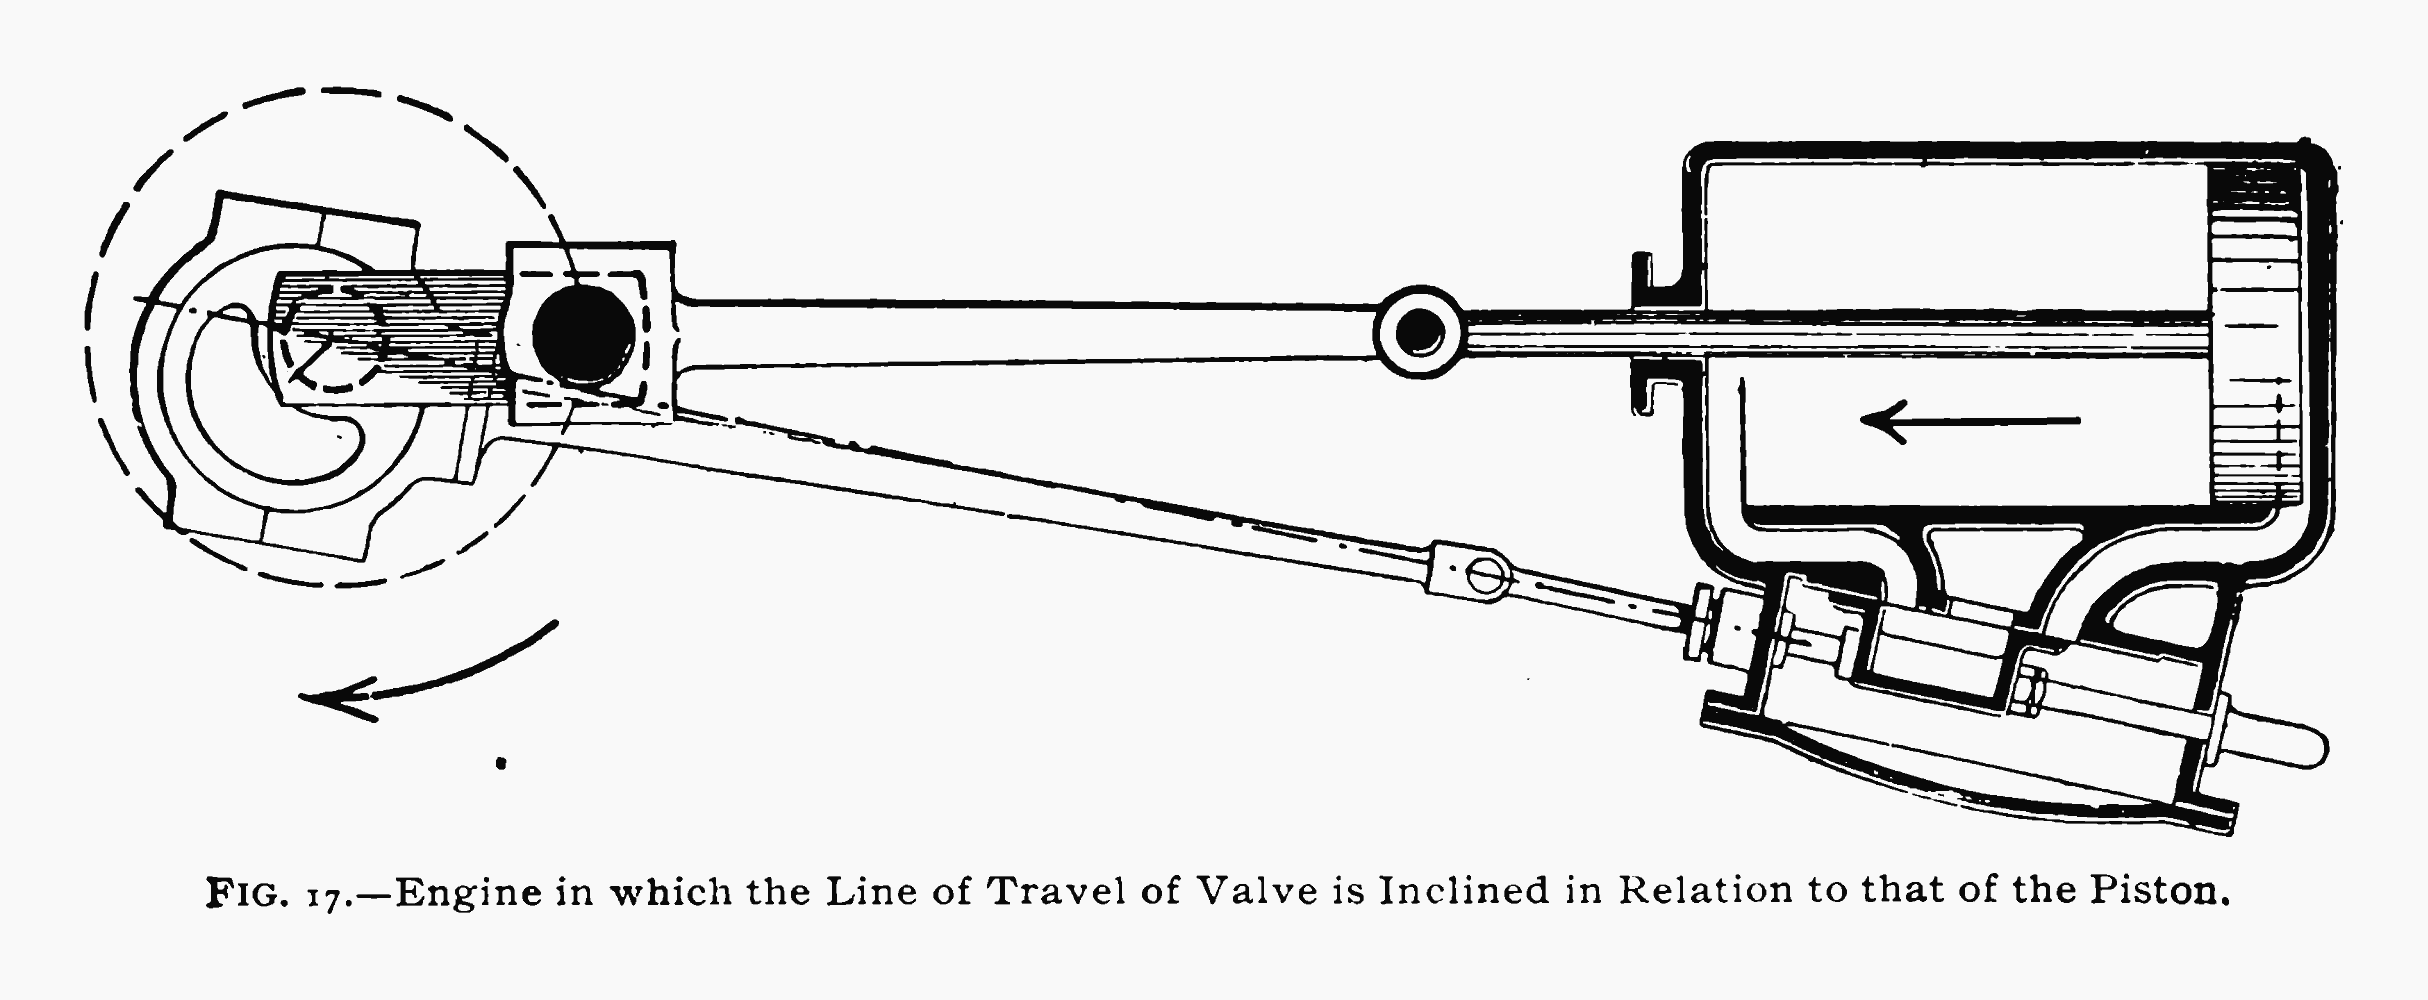 FIG. 17.—Engine in which the Line of Travel of Valve is Inclined in Relation to that of the Piston.